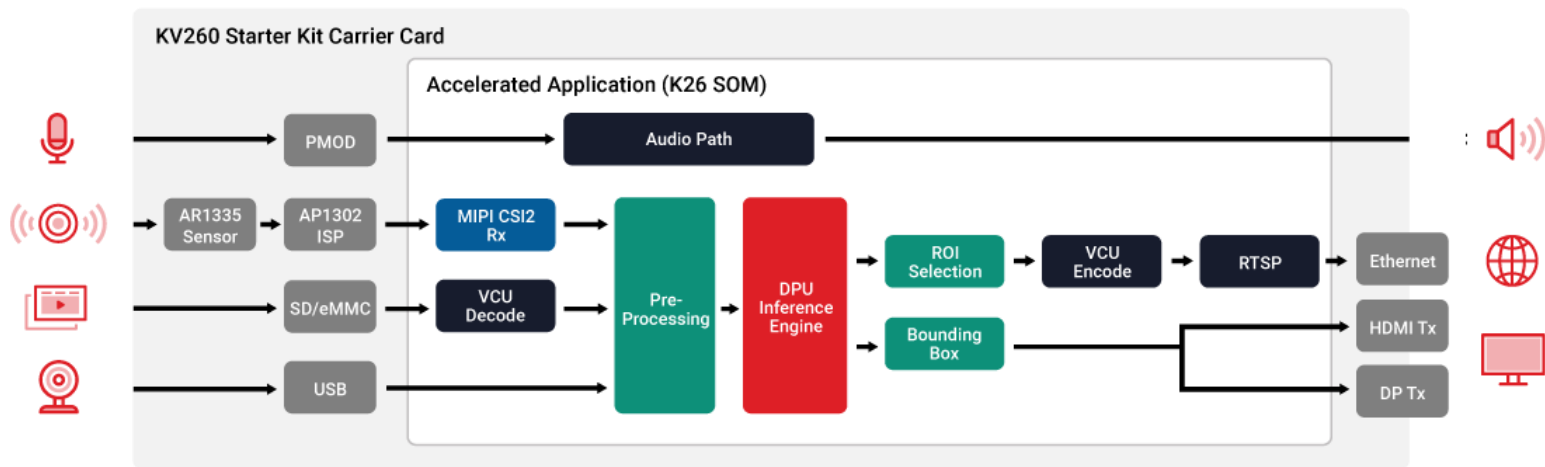 KV260 Starter Kit Carrier Card
Accelerated Application (K26 SOM)
PMOD
Audio Path
:
AR1335
Sensor
AP1302
ISP
MIPI CSI2
Rx
SD/eMMC
VCU
Decode
USB
Pre-
Processing
DPU
Inference
Engine
ROI
Selection
VCU
Encode
RTSP
Ethernet
Bounding
Box
HDMI Tx
DP Tx